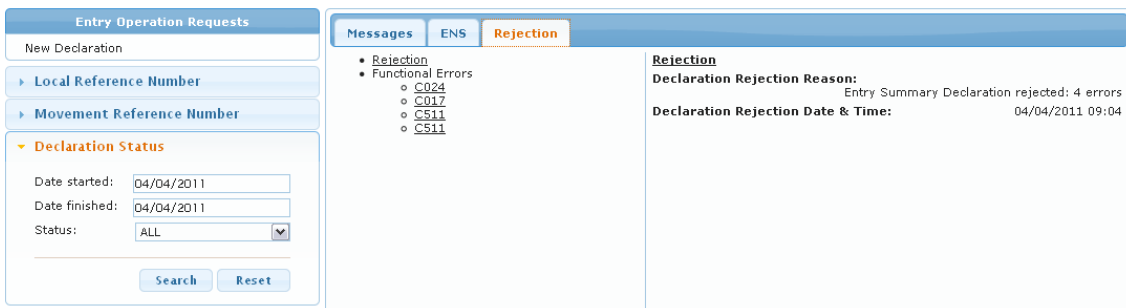 Entry Operation Requests
New Declaration
Local Reference Number
Movement Reference Number
Declaration Status
Date started: 04/04/2011
Date finished: 04/04/2011
Status: ALL
Search Reset
Messages ENS Rejection
Rejection
Functional Errors
C024
C017
C511
C511
Rejection
Declaration Rejection Reason:
Entry Summary Declaration rejected: 4 errors
Declaration Rejection Date & Time: 04/04/2011 09:04